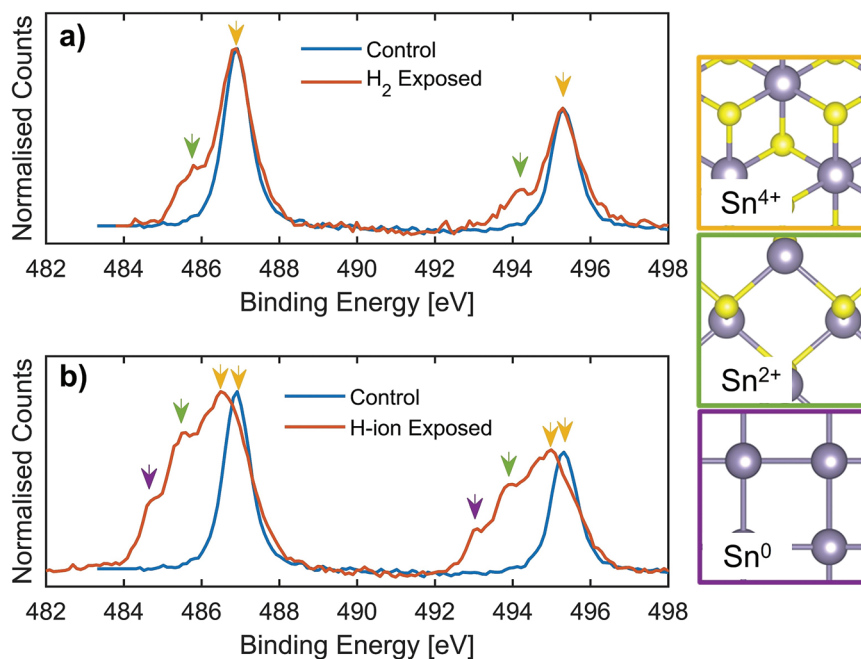 a)
Control
H2 Exposed
Normalised Counts
482 484 486 488 490 492 494 496 498
Binding Energy [eV]
b)
Control
H-ion Exposed
Normalised Counts
482 484 486 488 490 492 494 496 498
Binding Energy [eV]
Sn4+
Sn2+
Sn0